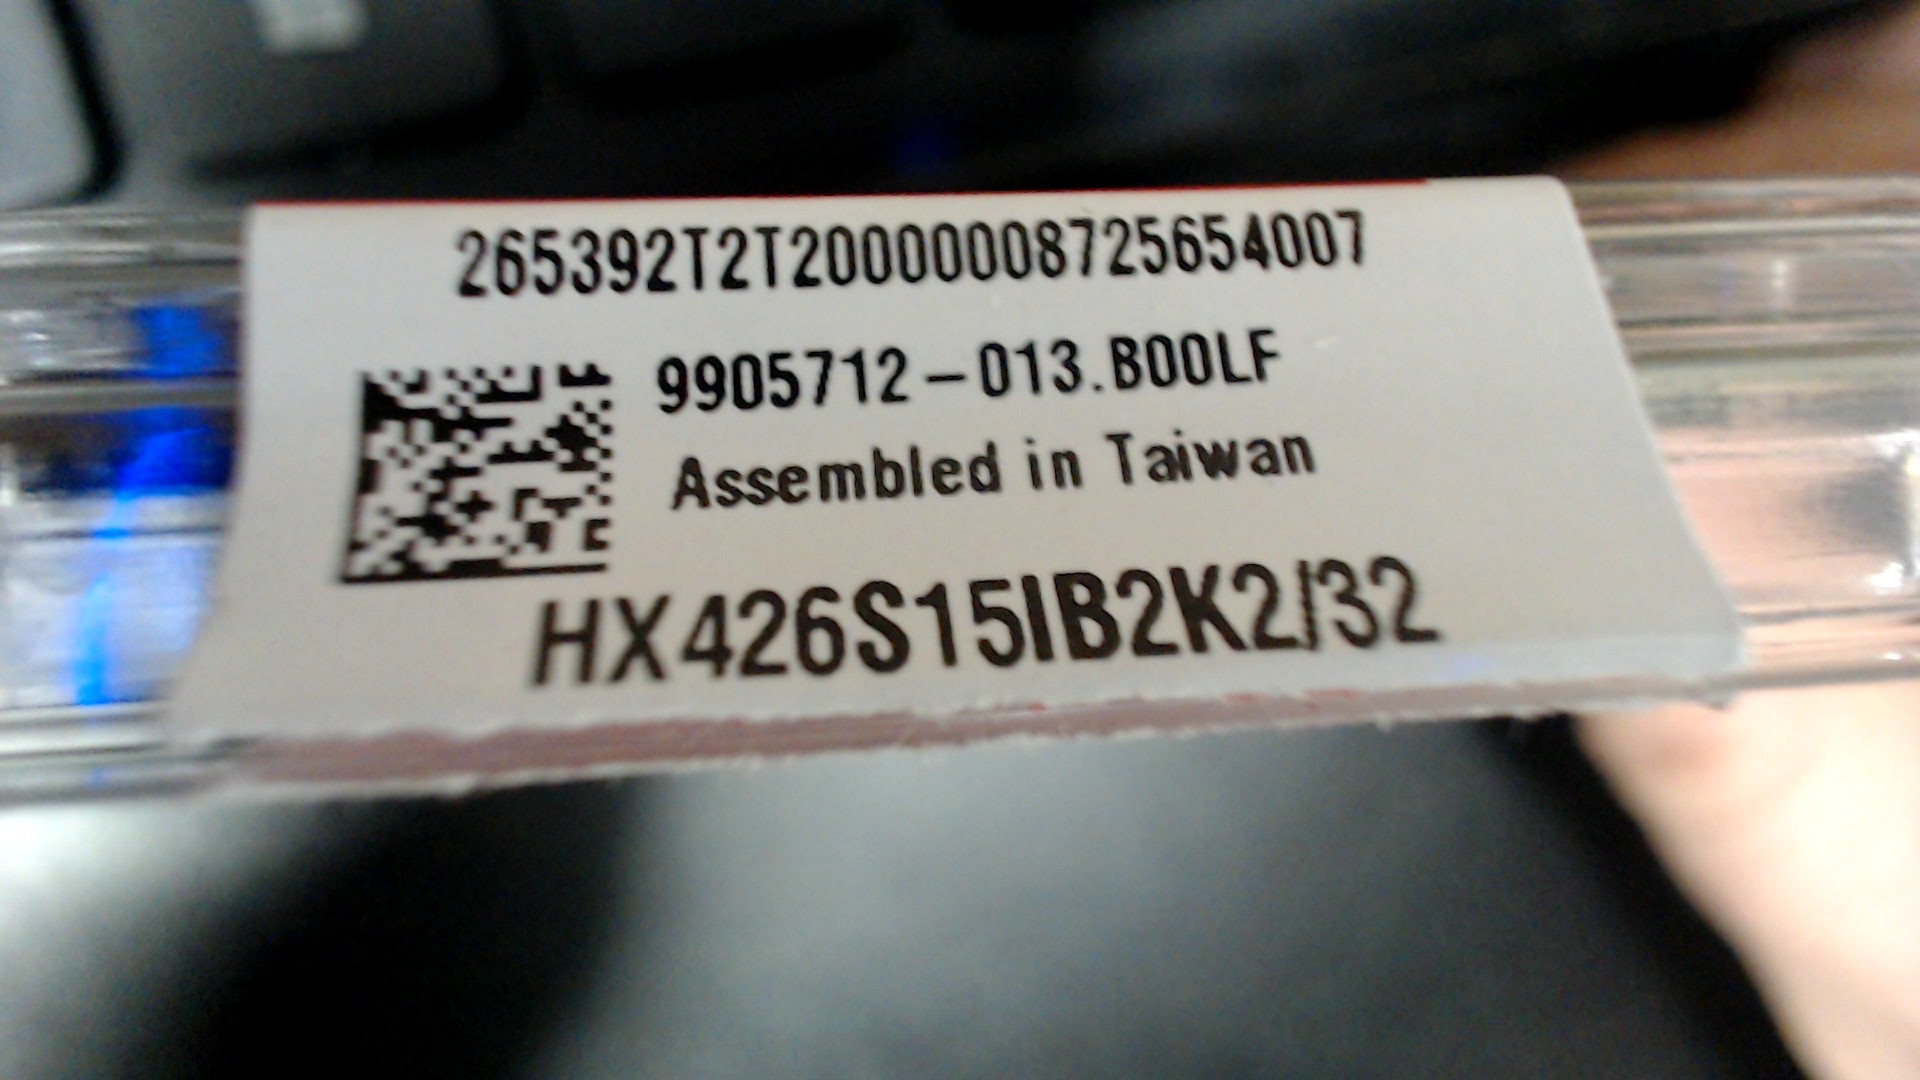 265392T2T20000008725654007
9905712-013.B00LF
Assembled in Taiwan
HX426S15IB2K2/32